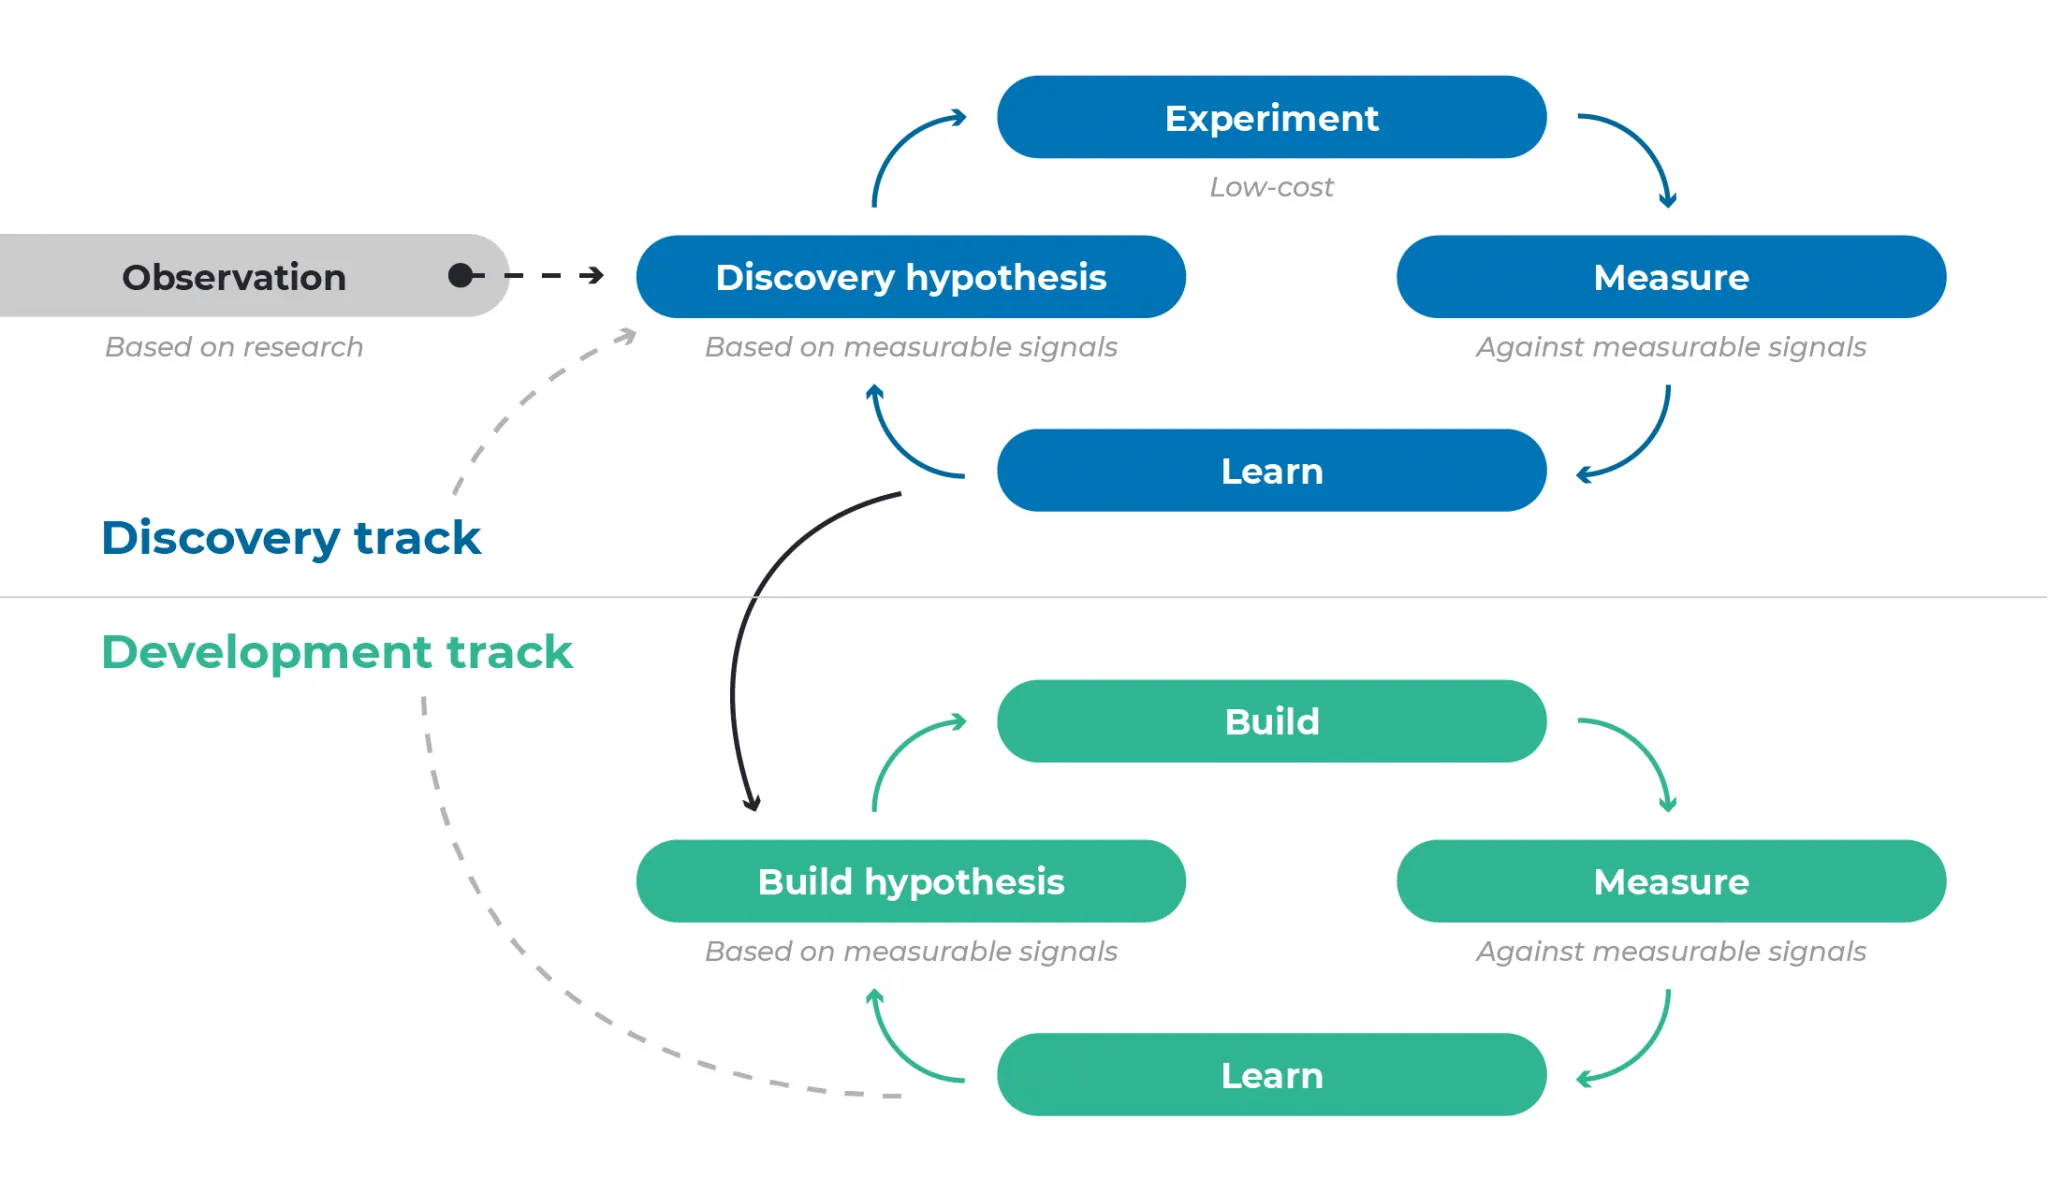 Experiment
Low-cost
Observation
Based on research
Discovery hypothesis
Based on measurable signals
Measure
Against measurable signals
Learn
Discovery track
Development track
Build
Build hypothesis
Based on measurable signals
Measure
Against measurable signals
Learn